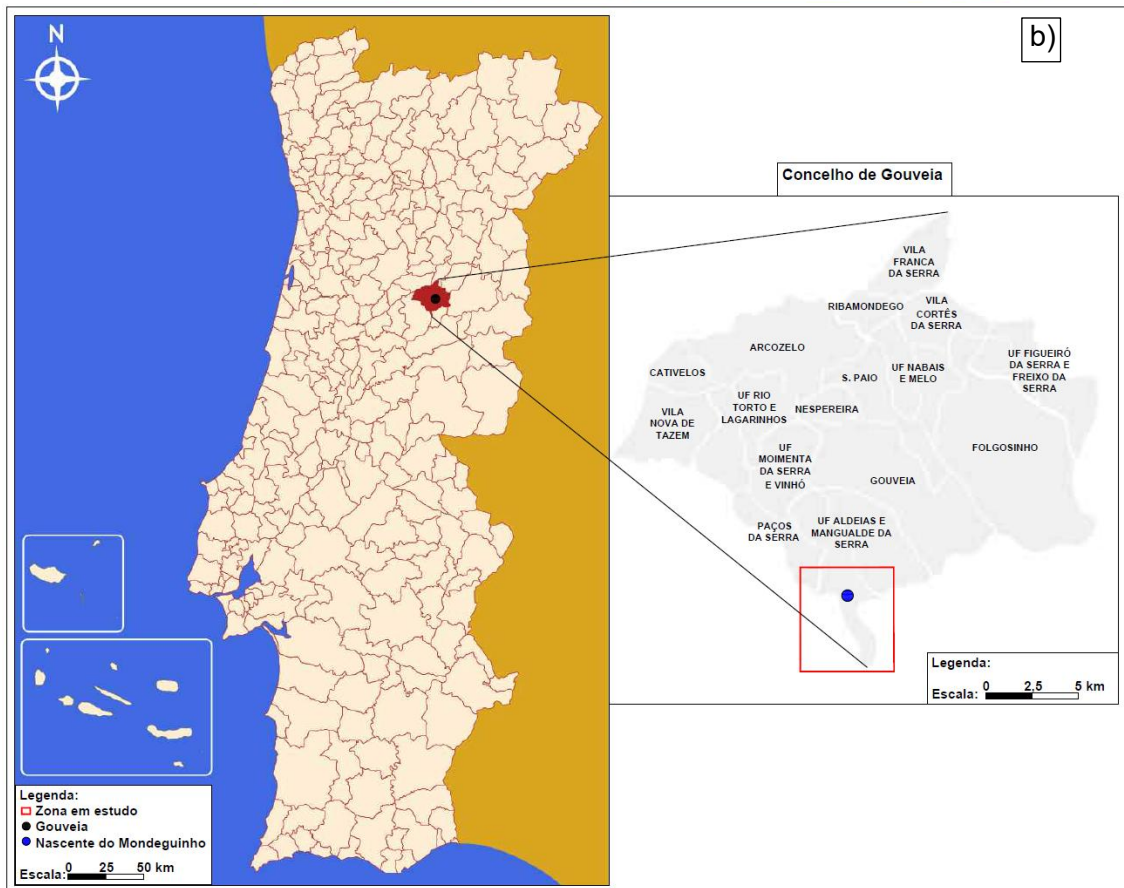 N
b)
Concelho de Gouveia
VILA
FRANCA
DA SERRA
RIBAMONDEGO
VILA
CORTÊS
DA SERRA
ARCOZELO
UF FIGUEIRÓ
DA SERRA E
FREIXO DA
SERRA
CATIVELOS
S. PAIO
UF NABAIS
E MELO
UF RIO
TORTO E
LAGARINHOS
NESPEREIRA
VILA
NOVA DE
TAZEM
FOLGOSINHO
UF
MOIMENTA
DA SERRA
E VINHÓ
GOUVEIA
PAÇOS
DA SERRA
UF ALDEIAS E
MANGUALDE DA
SERRA
Legenda:
Escala: 0 2,5 5 km
Legenda:
Zona em estudo
Gouveia
Nascente do Mondeguinho
Escala: 0 25 50 km